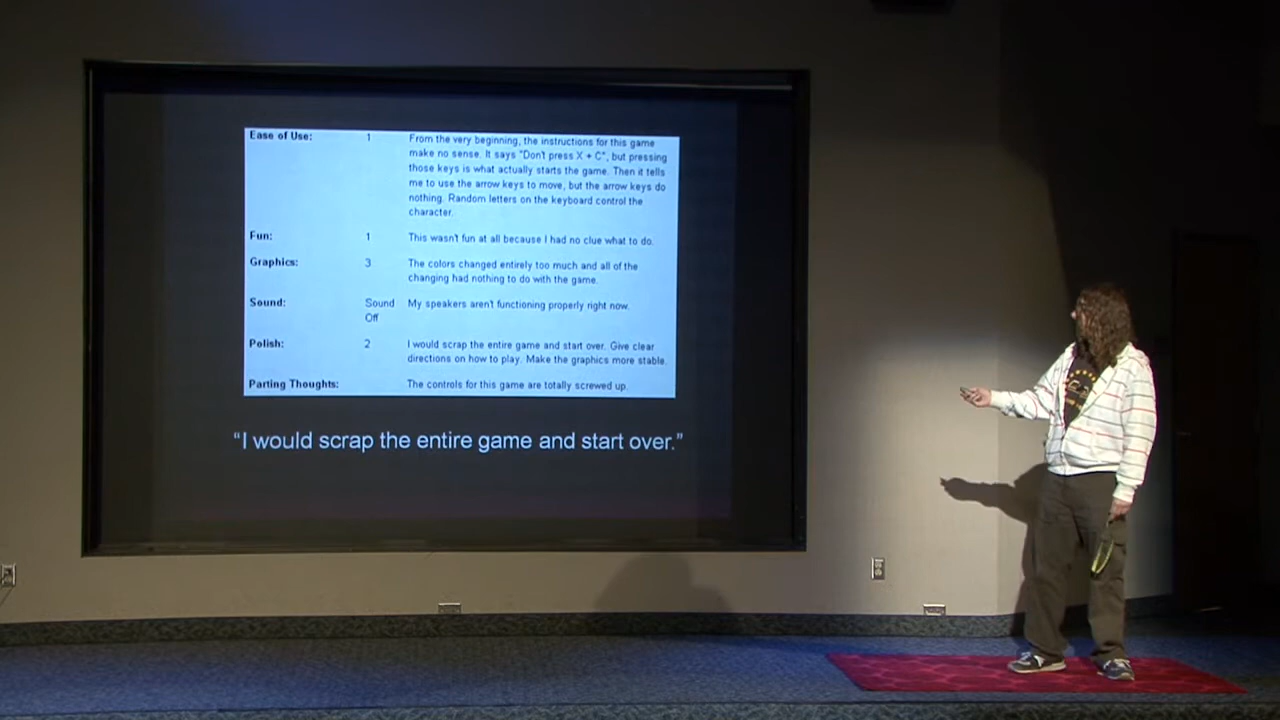 Ease of Use: 1 From the very beginning, the instructions for this game
make no sense. It says "Don't press X + C", but pressing
those keys is what actually starts the game. Then it tells
me to use the arrow keys to move, but the arrow keys do
nothing. Random letters on the keyboard control the
character.
Fun: 1 This wasn't fun at all because I had no clue what to do.
Graphics: 3 The colors changed entirely too much and all of the
changing had nothing to do with the game.
Sound: Sound My speakers aren't functioning properly right now.
Off
Polish: 2 I would scrap the entire game and start over. Give clear
directions on how to play. Make the graphics more stable.
Parting Thoughts: The controls for this game are totally screwed up.
“I would scrap the entire game and start over.”